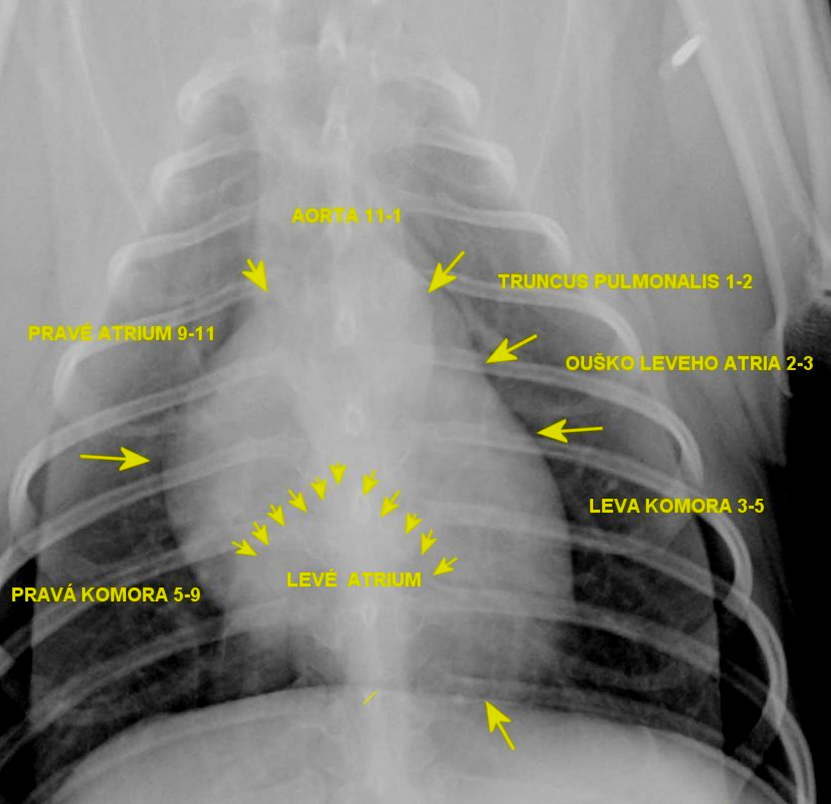 AORTA 11-1
TRUNCUS PULMONALIS 1-2
PRAVÉ ATRIUM 9-11
OUŠKO LEVEHO ATRIA 2-3
LEVA KOMORA 3-5
LEVÉ ATRIUM
PRAVÁ KOMORA 5-9